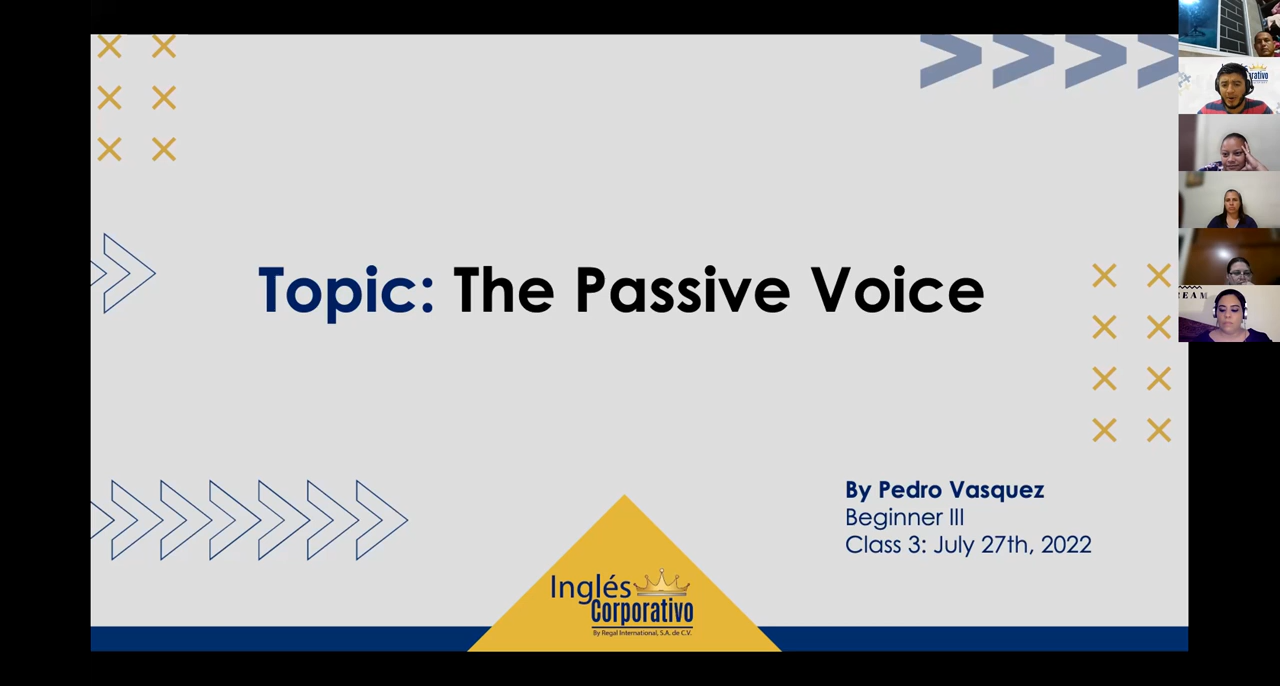 Topic: The Passive Voice
By Pedro Vasquez
Beginner III
Class 3: July 27th, 2022
Inglés
Corporativo
By Regal International, S.A. de C.V.